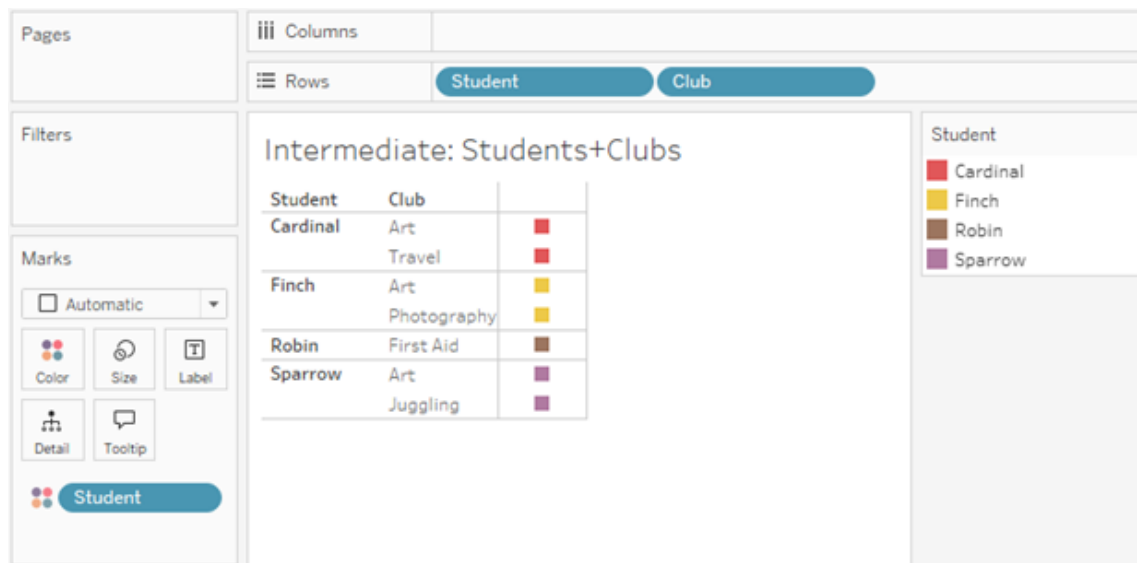 Pages
Columns
Rows Student Club
Filters
Intermediate: Students+Clubs
Student Club
Cardinal Art
Travel
Finch Art
Photography
Robin First Aid
Sparrow Art
Juggling
Marks
Automatic
Color Size Label
Detail Tooltip
Student
Student
Cardinal
Finch
Robin
Sparrow